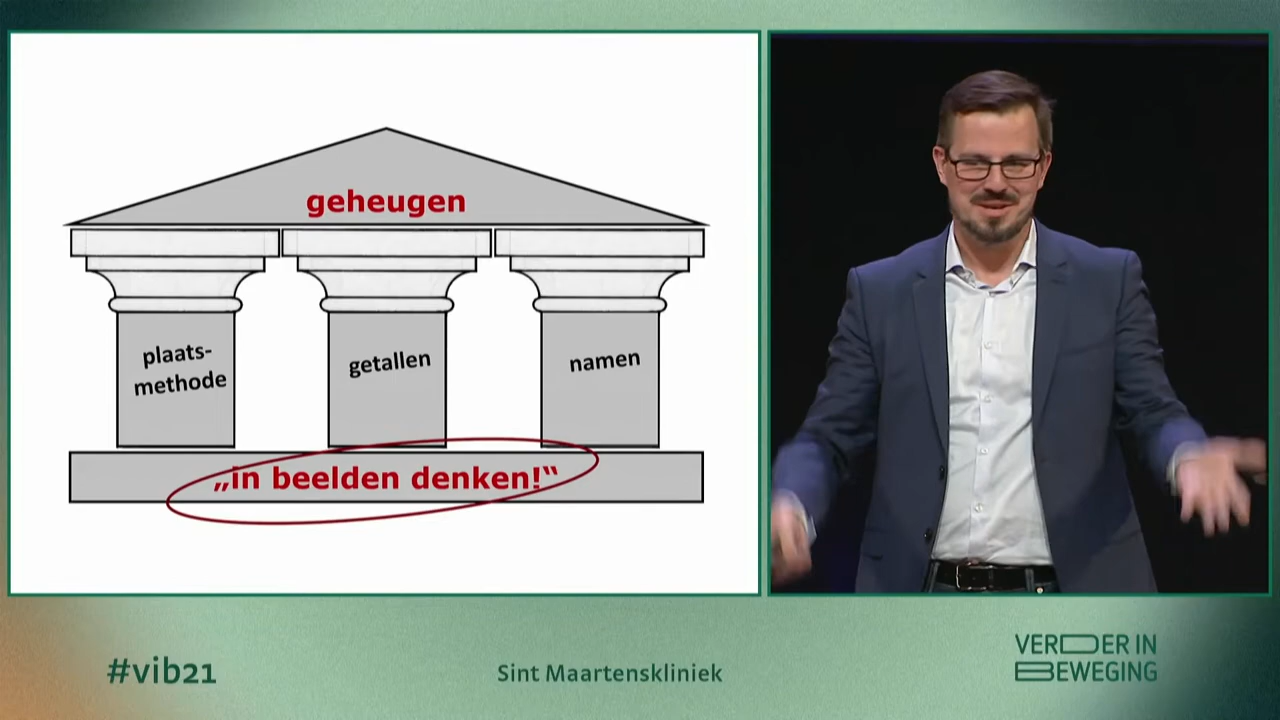 geheugen
plaats-
methode
getallen
namen
„in beelden denken!“
#vib21
Sint Maartenskliniek
VERDER IN
BEWEGING